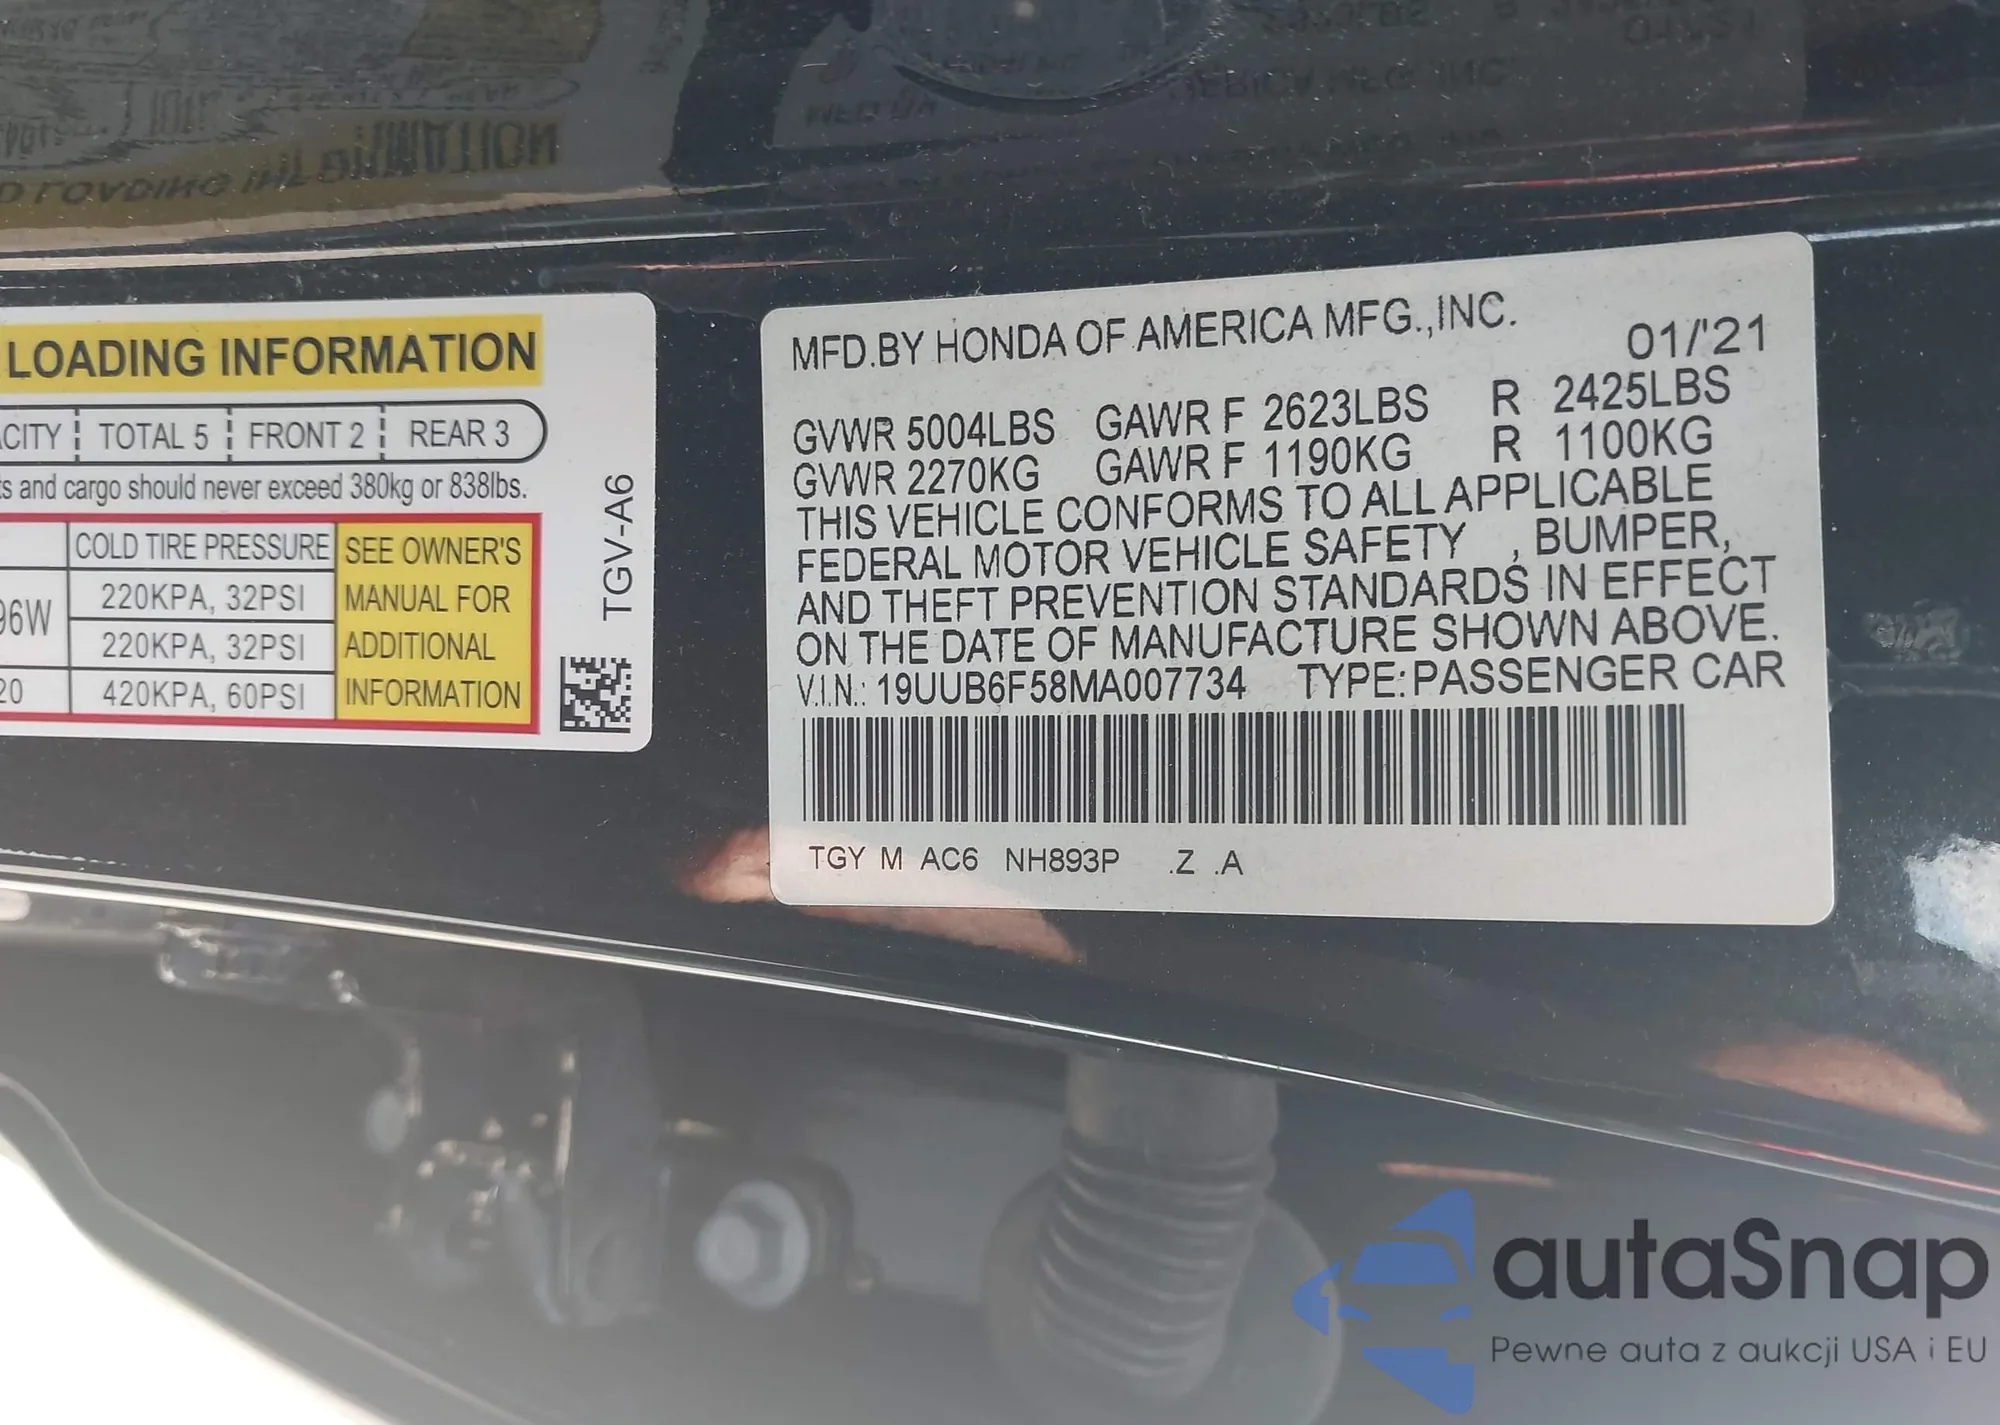 LOADING INFORMATION
TOTAL 5 FRONT 2 REAR 3
and cargo should never exceed 380kg or 838lbs.
COLD TIRE PRESSURE
96W
220KPA, 32PSI
220KPA, 32PSI
20
420KPA, 60PSI
SEE OWNER'S
MANUAL FOR
ADDITIONAL
INFORMATION
TGV-A6
MFD.BY HONDA OF AMERICA MFG.,INC.
01/'21
GVWR 5004LBS GAWR F 2623LBS R 2425LBS
GVWR 2270KG GAWR F 1190KG R 1100KG
THIS VEHICLE CONFORMS TO ALL APPLICABLE
FEDERAL MOTOR VEHICLE SAFETY , BUMPER,
AND THEFT PREVENTION STANDARDS IN EFFECT
ON THE DATE OF MANUFACTURE SHOWN ABOVE.
V.I.N.: 19UUB6F58MA007734 TYPE:PASSENGER CAR
TGY M AC6 NH893P .Z .A
autaSnap
Pewne auta z aukcji USA i EU